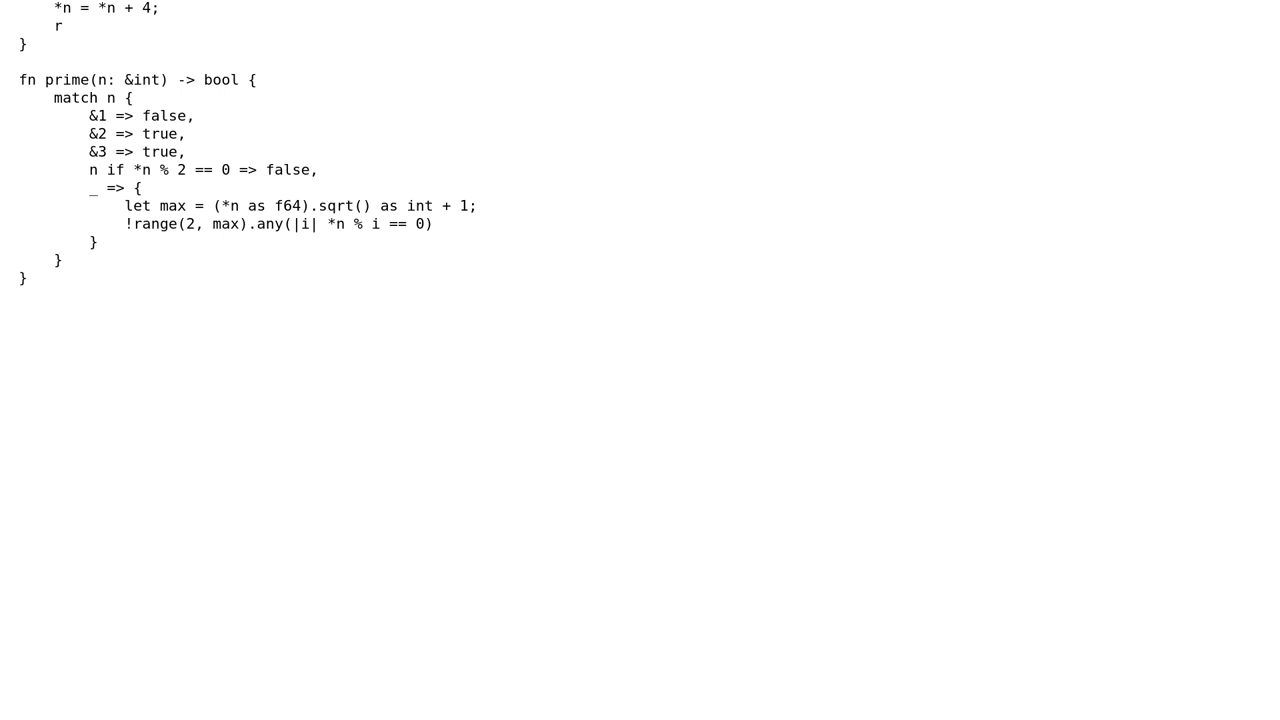 *n = *n + 4;
    r
}

fn prime(n: &int) -> bool {
    match n {
        &1 => false,
        &2 => true,
        &3 => true,
        n if *n % 2 == 0 => false,
        _ => {
            let max = (*n as f64).sqrt() as int + 1;
            !range(2, max).any(|i| *n % i == 0)
        }
    }
}